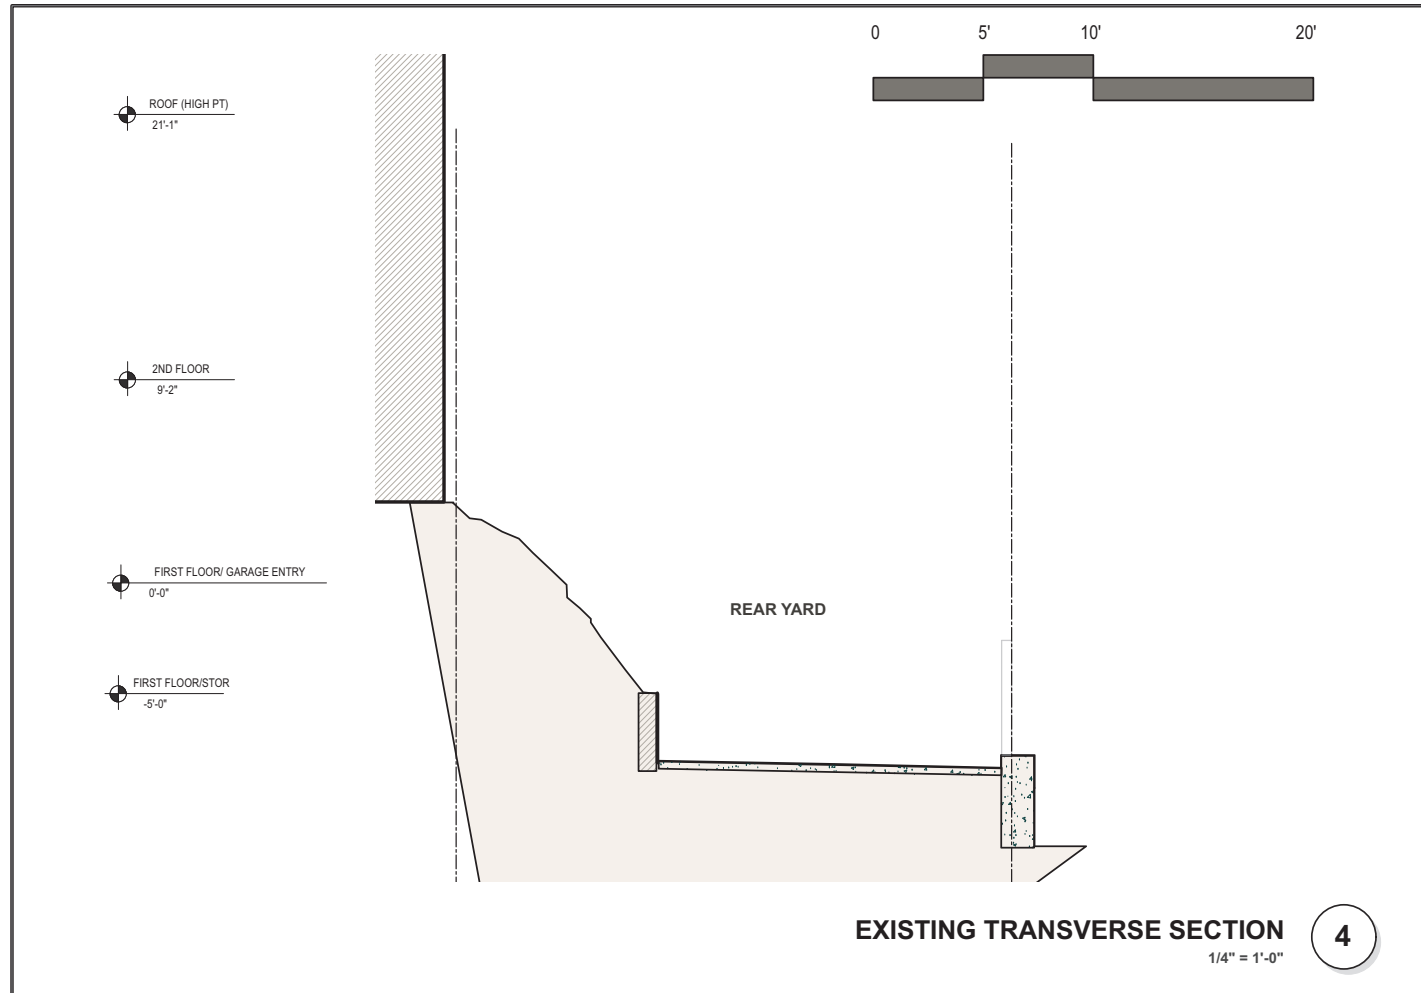 0 5' 10' 20'
ROOF (HIGH PT)
21'-1"
2ND FLOOR
9'-2"
FIRST FLOOR/ GARAGE ENTRY
0'-0"
REAR YARD
FIRST FLOOR/STOR
-5'-0"
EXISTING TRANSVERSE SECTION
4
1/4" = 1'-0"